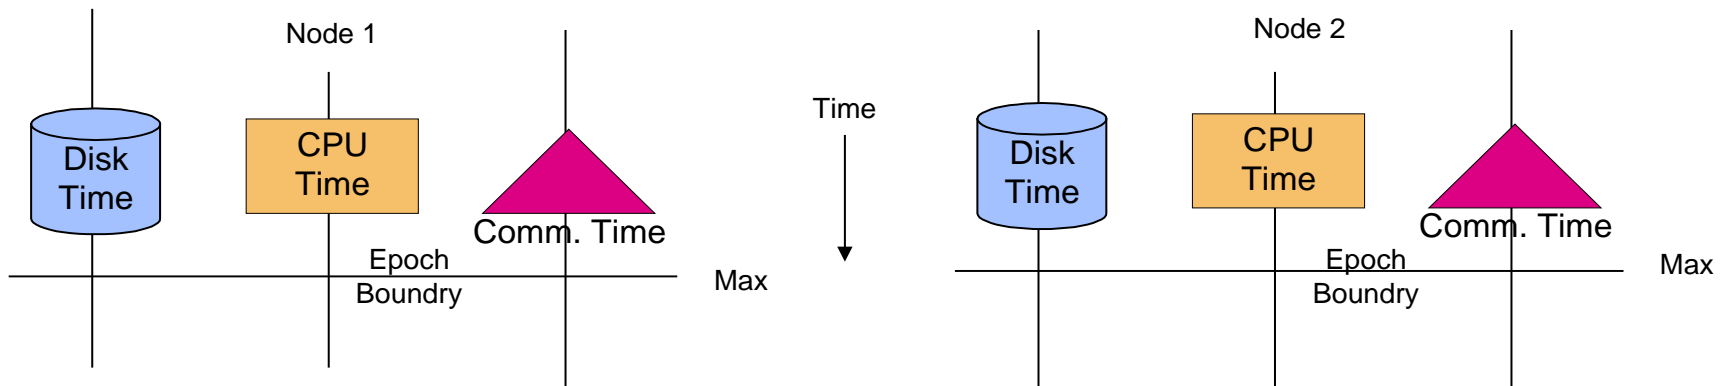 Node 1
Disk
Time
CPU
Time
Comm. Time
Epoch
Boundry
Max
Time
Node 2
Disk
Time
CPU
Time
Comm. Time
Epoch
Boundry
Max